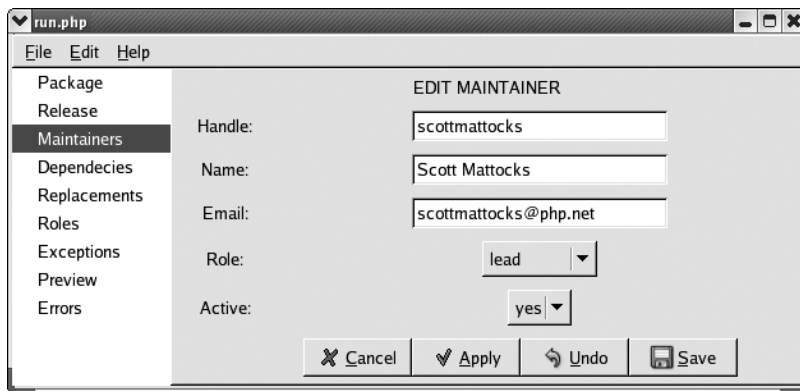 run.php
File Edit Help
Package
Release
Maintainers
Dependecies
Replacements
Roles
Exceptions
Preview
Errors
EDIT MAINTAINER
Handle: scottmattocks
Name: Scott Mattocks
Email: scottmattocks@php.net
Role: lead
Active: yes
Cancel Apply Undo Save